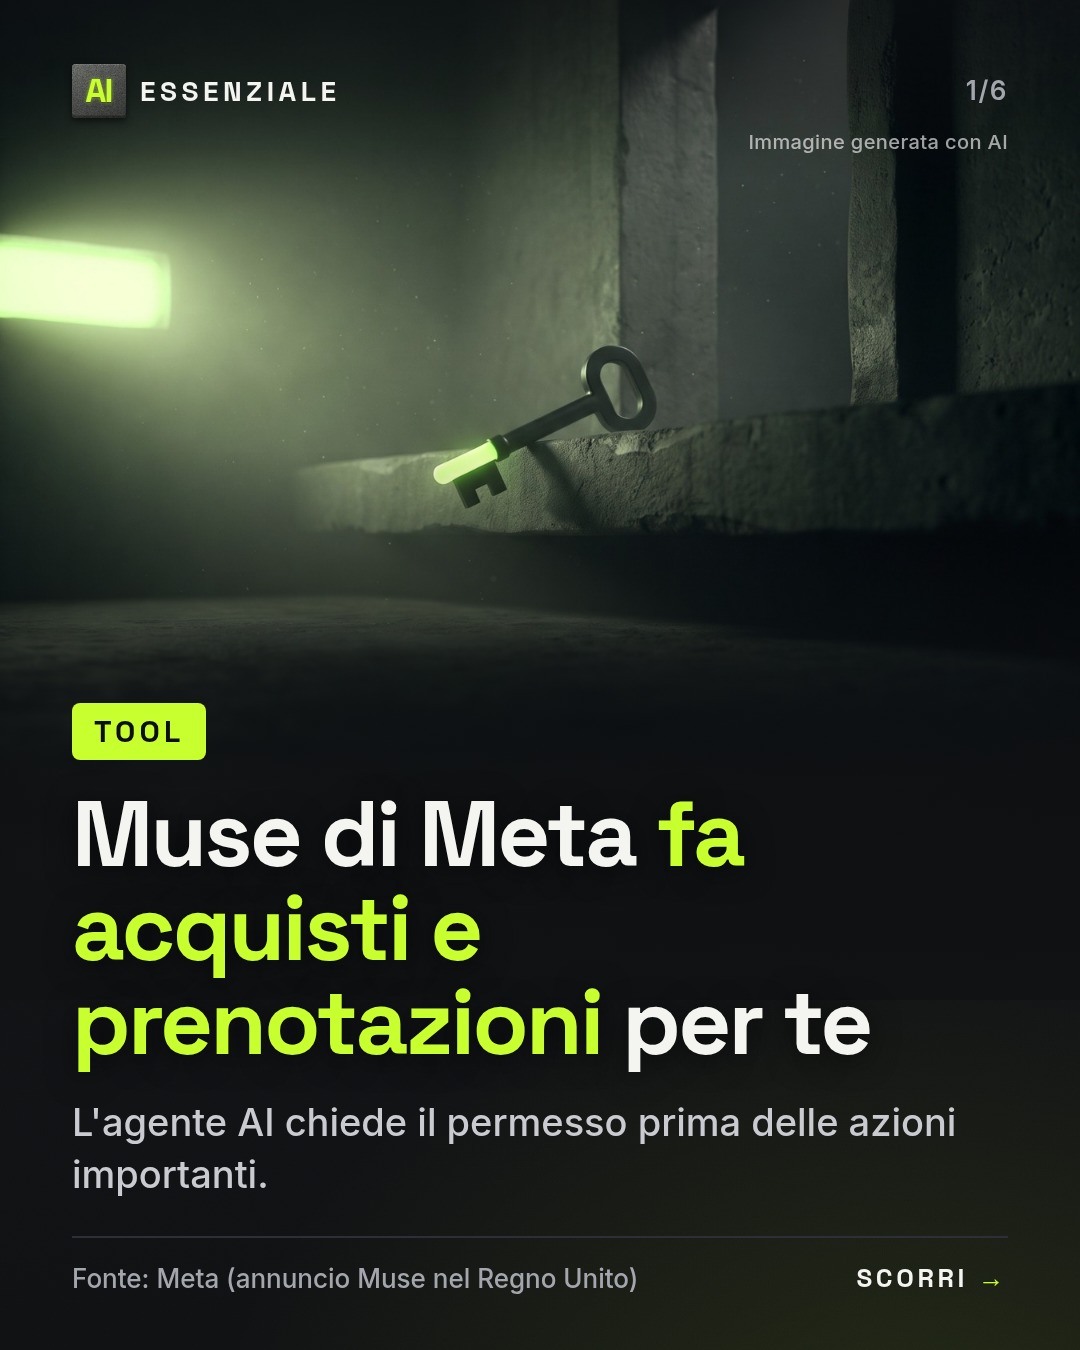 AI ESSENZIALE
1/6
Immagine generata con AI
TOOL
Muse di Meta fa
acquisti e
prenotazioni per te
L'agente AI chiede il permesso prima delle azioni
importanti.
Fonte: Meta (annuncio Muse nel Regno Unito)
SCORRI →